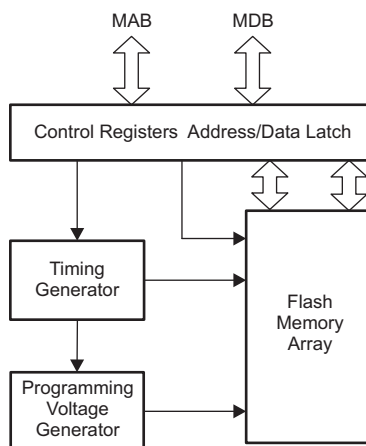 MAB MDB
Control Registers Address/Data Latch
Timing
Generator
Flash
Memory
Array
Programming
Voltage
Generator